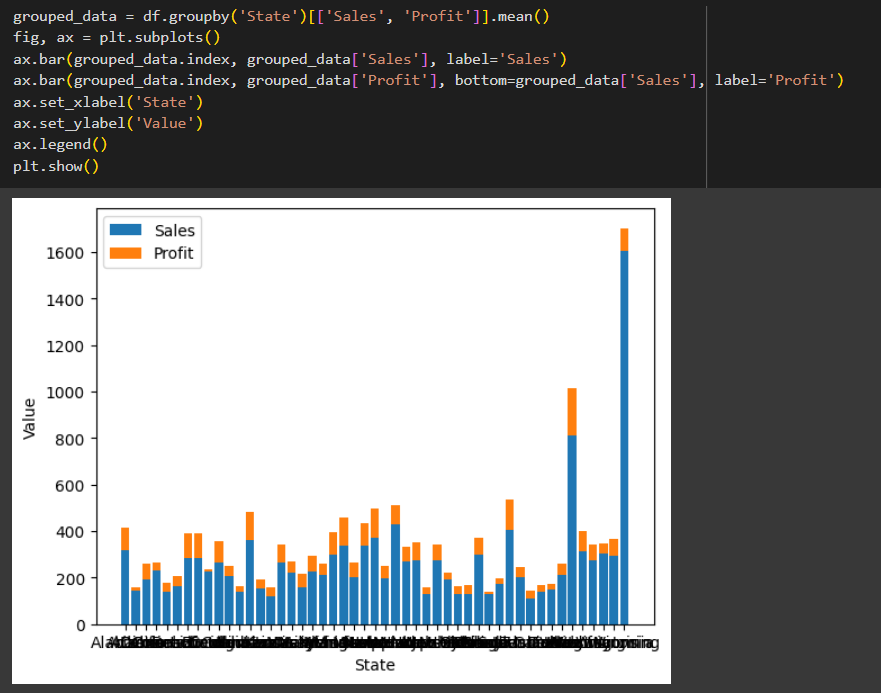 grouped_data = df.groupby('State')[['Sales', 'Profit']].mean()
fig, ax = plt.subplots()
ax.bar(grouped_data.index, grouped_data['Sales'], label='Sales')
ax.bar(grouped_data.index, grouped_data['Profit'], bottom=grouped_data['Sales'], label='Profit')
ax.set_xlabel('State')
ax.set_ylabel('Value')
ax.legend()
plt.show()
Sales
Profit
1600
1400
1200
1000
800
600
400
200
0
Value
State